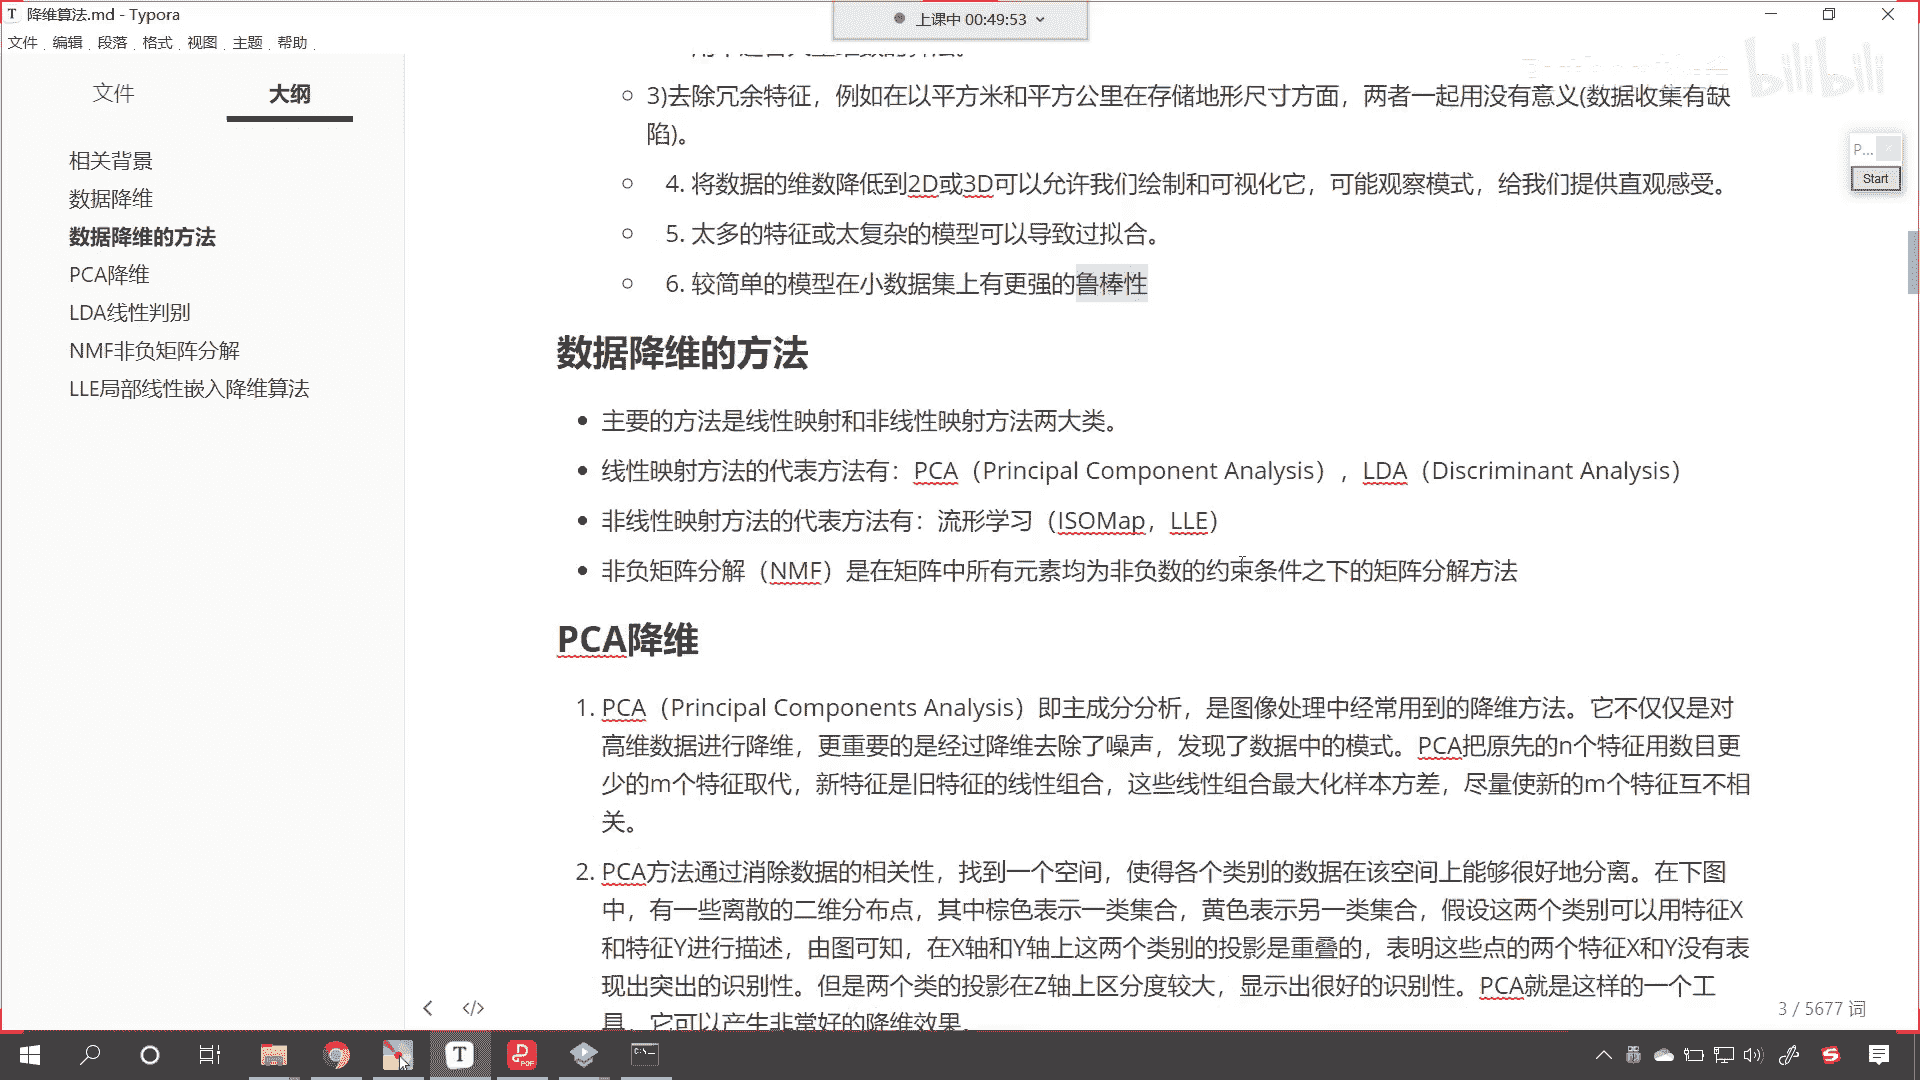 降维算法.md - Typora
上课中 00:49:53
文件 编辑 段落 格式 视图 主题 帮助
文件 大纲
相关背景
数据降维
数据降维的方法
PCA降维
LDA线性判别
NMF非负矩阵分解
LLE局部线性嵌入降维算法
3)去除冗余特征，例如在以平方米和平方公里在存储地形尺寸方面，两者一起用没有意义(数据收集有缺
陷)。
4. 将数据的维数降低到2D或3D可以允许我们绘制和可视化它，可能观察模式，给我们提供直观感受。
5. 太多的特征或太复杂的模型可以导致过拟合。
6. 较简单的模型在小数据集上有更强的鲁棒性
数据降维的方法
主要的方法是线性映射和非线性映射方法两大类。
线性映射方法的代表方法有：PCA（Principal Component Analysis），LDA（Discriminant Analysis）
非线性映射方法的代表方法有：流形学习（ISOMap，LLE）
非负矩阵分解（NMF）是在矩阵中所有元素均为非负数的约束条件之下的矩阵分解方法
PCA降维
1. PCA（Principal Components Analysis）即主成分分析，是图像处理中经常用到的降维方法。它不仅仅是对
高维数据进行降维，更重要的是经过降维去除了噪声，发现了数据中的模式。PCA把原先的n个特征用数目更
少的m个特征取代，新特征是旧特征的线性组合，这些线性组合最大化样本方差，尽量使新的m个特征互不相
关。
2. PCA方法通过消除数据的相关性，找到一个空间，使得各个类别的数据在该空间上能够很好地分离。在下图
中，有一些离散的二维分布点，其中棕色表示一类集合，黄色表示另一类集合，假设这两个类别可以用特征X
和特征Y进行描述，由图可知，在X轴和Y轴上这两个类别的投影是重叠的，表明这些点的两个特征X和Y没有表
现出突出的识别性。但是两个类的投影在Z轴上区分度较大，显示出很好的识别性。PCA就是这样的一个工
具，它可以产生非常好的降维效果。
bilibili
P...
Start
3 / 5677 词